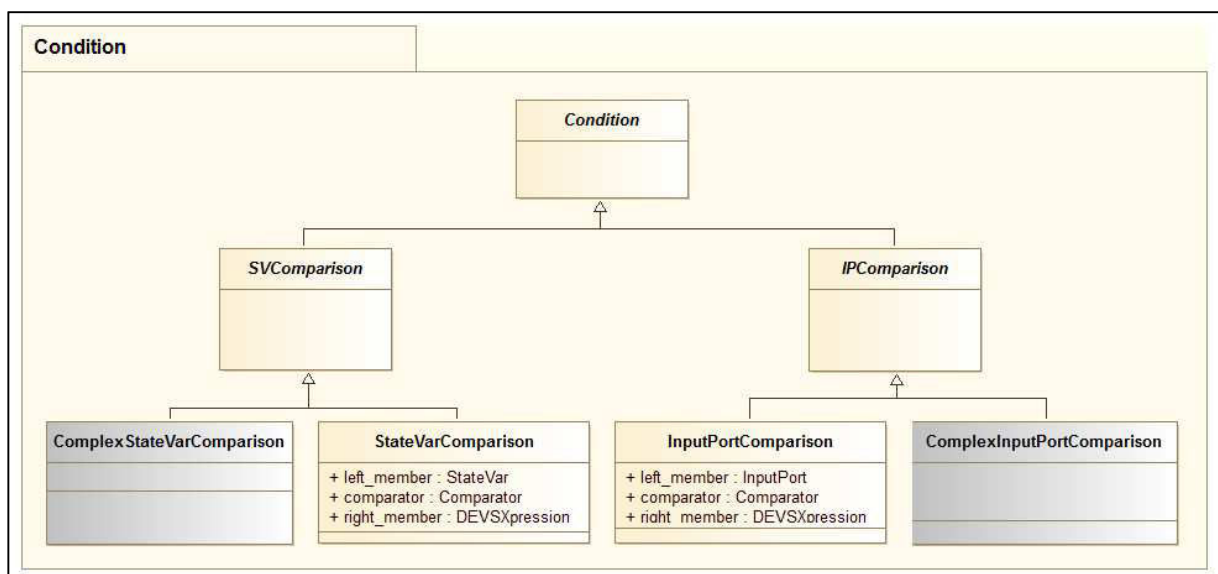 Condition
Condition
SVComparison
IPComparison
ComplexStateVarComparison
StateVarComparison
+ left_member : StateVar
+ comparator : Comparator
+ right_member : DEVSXpression
InputPortComparison
+ left_member : InputPort
+ comparator : Comparator
+ right_member : DEVSXpression
ComplexInputPortComparison